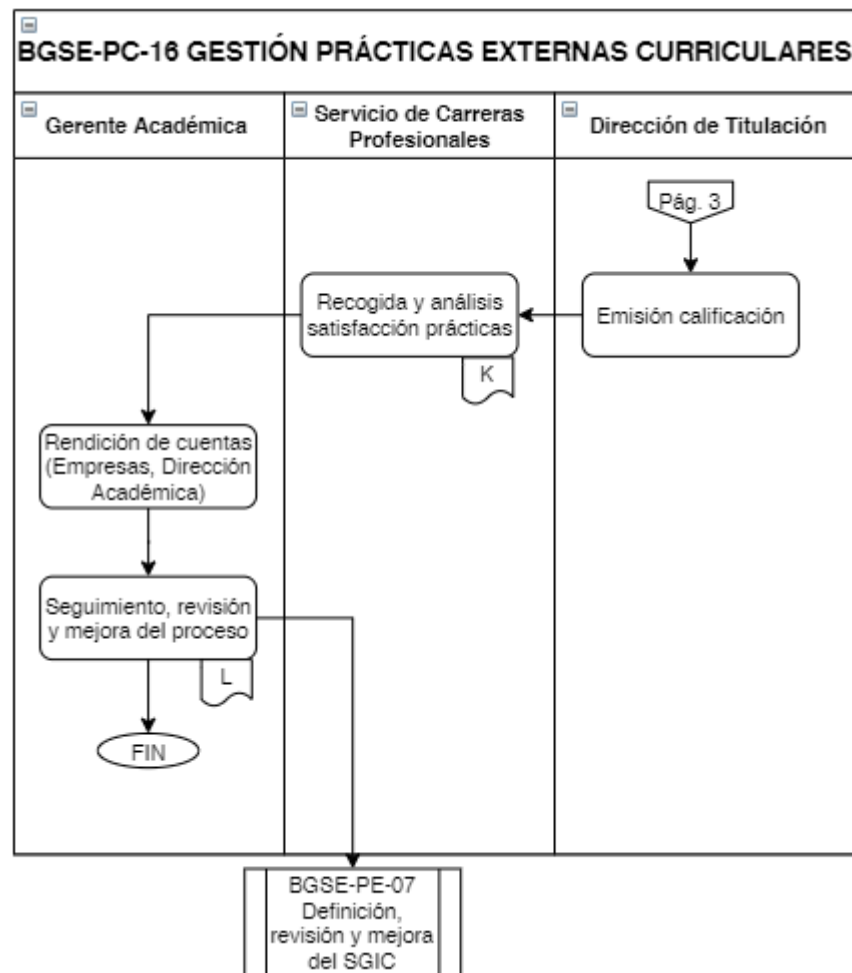 BGSE-PC-16 GESTIÓN PRÁCTICAS EXTERNAS CURRICULARES
Gerente Académica
Servicio de Carreras
Profesionales
Dirección de Titulación
Pág. 3
Emisión calificación
Recogida y análisis
satisfacción prácticas
K
Rendición de cuentas
(Empresas, Dirección
Académica)
Seguimiento, revisión
y mejora del proceso
L
FIN
BGSE-PE-07
Definición,
revisión y mejora
del SGIC